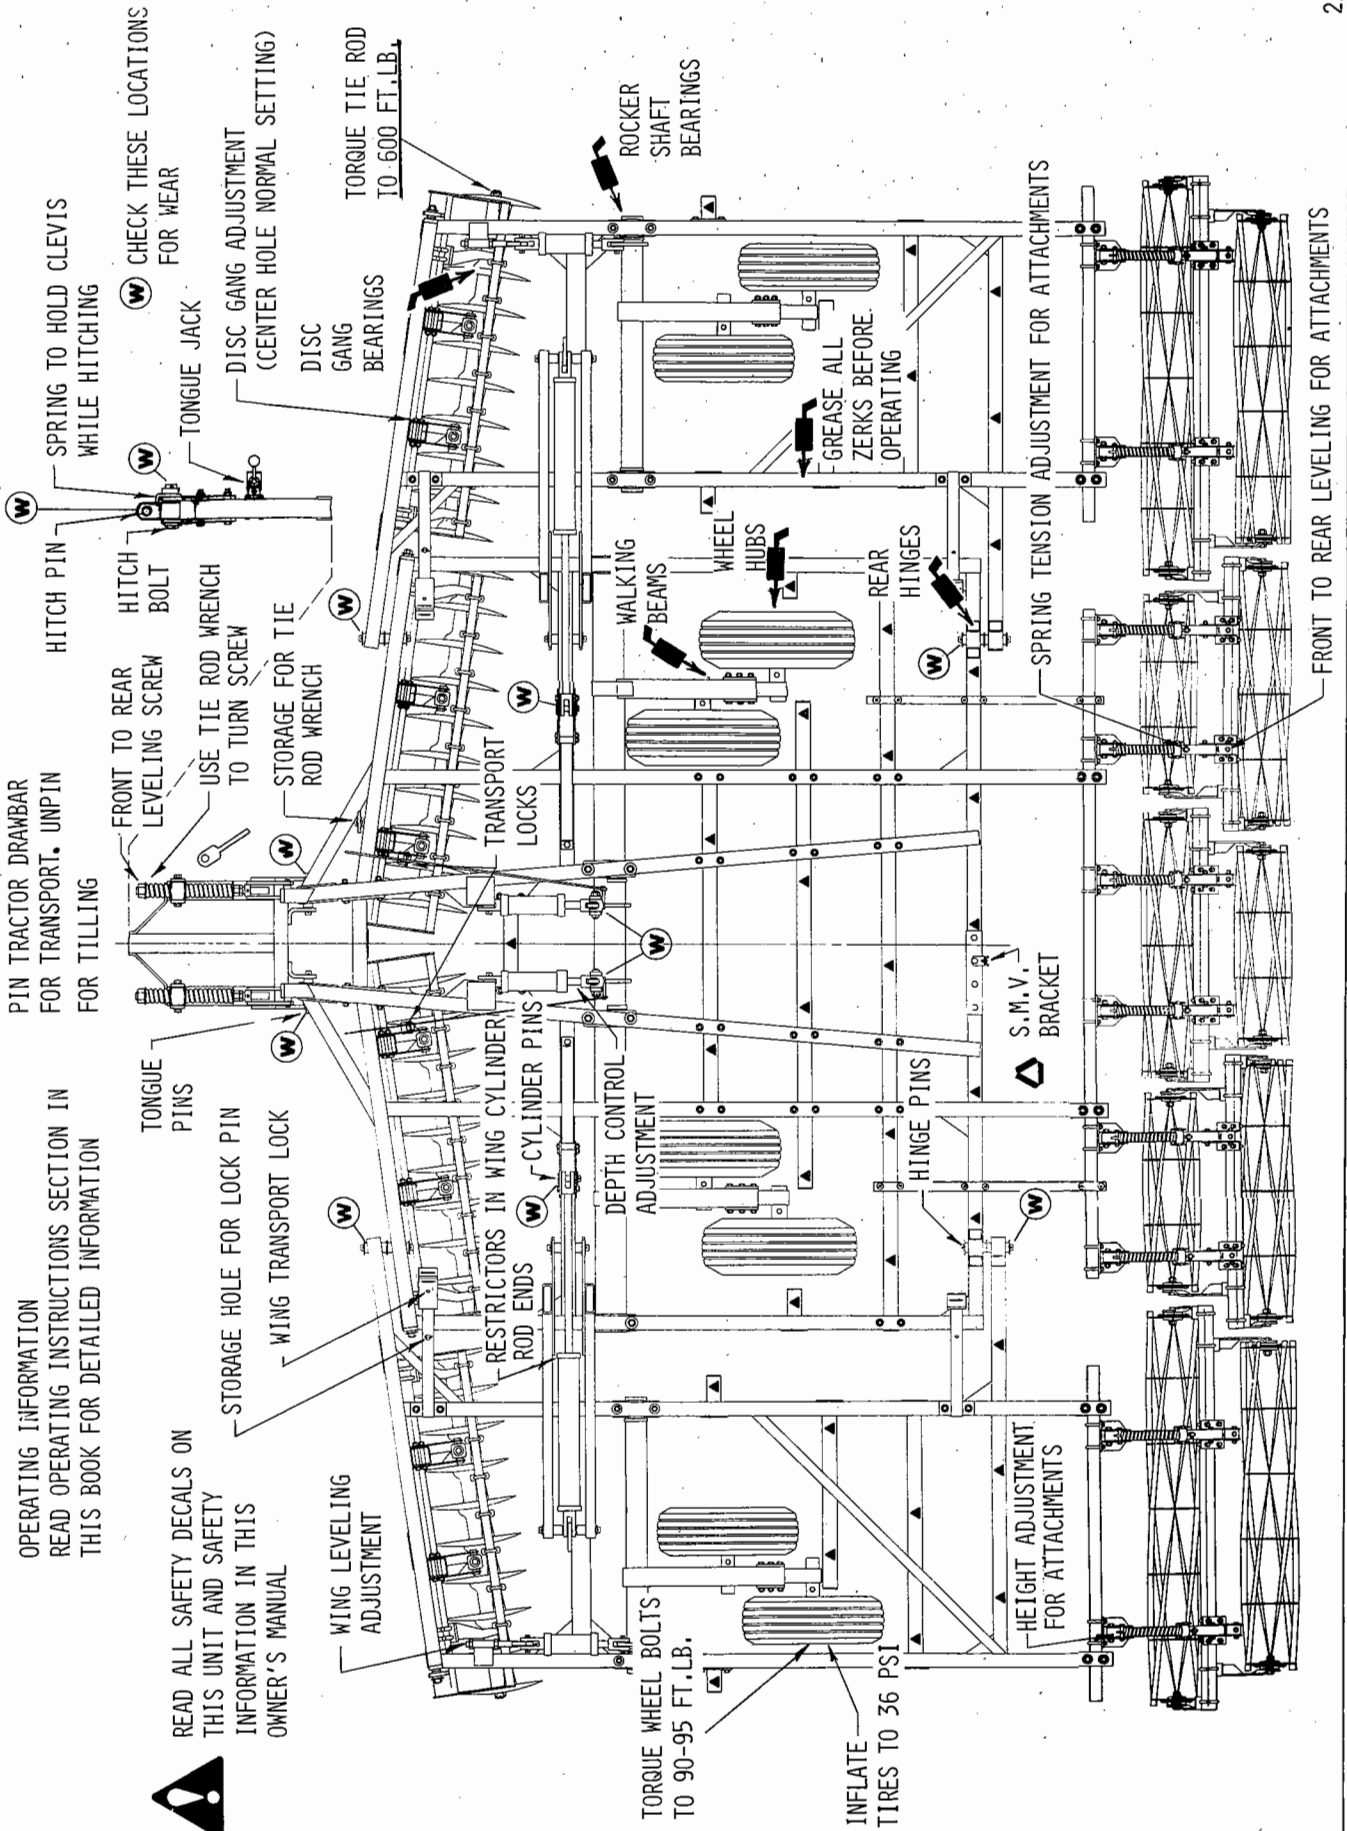 OPERATING INFORMATION
READ OPERATING INSTRUCTIONS SECTION IN
THIS BOOK FOR DETAILED INFORMATION
READ ALL SAFETY DECALS ON
THIS UNIT AND SAFETY
INFORMATION IN THIS
OWNER'S MANUAL
PIN TRACTOR DRAWBAR
FOR TRANSPORT. UNPIN
FOR TILLING
TONGUE
PINS
STORAGE HOLE FOR LOCK PIN
WING TRANSPORT LOCK
WING LEVELING
ADJUSTMENT
FRONT TO REAR
LEVELING SCREW
USE TIE ROD WRENCH
TO TURN SCREW
STORAGE FOR TIE
ROD WRENCH
HITCH PIN
HITCH
BOLT
SPRING TO HOLD CLEVIS
WHILE HITCHING
TONGUE JACK
W CHECK THESE LOCATIONS
FOR WEAR
DISC GANG ADJUSTMENT
(CENTER HOLE NORMAL SETTING)
DISC
GANG
BEARINGS
TORQUE TIE ROD
TO 600 FT.LB.
ROCKER
SHAFT
BEARINGS
W
W
W
W
W
W
W
W
W
W
W
W
TRANSPORT
LOCKS
RESTRICTORS IN WING CYLINDER
ROD ENDS
CYLINDER PINS
DEPTH CONTROL
ADJUSTMENT
WALKING
BEAMS
WHEEL
HUBS
GREASE ALL
ZERKS BEFORE
OPERATING
REAR
HINGES
HINGE PINS
S.M.V.
BRACKET
TORQUE WHEEL BOLTS
TO 90-95 FT.LB.
INFLATE
TIRES TO 36 PSI
HEIGHT ADJUSTMENT
FOR ATTACHMENTS
SPRING TENSION ADJUSTMENT FOR ATTACHMENTS
FRONT TO REAR LEVELING FOR ATTACHMENTS